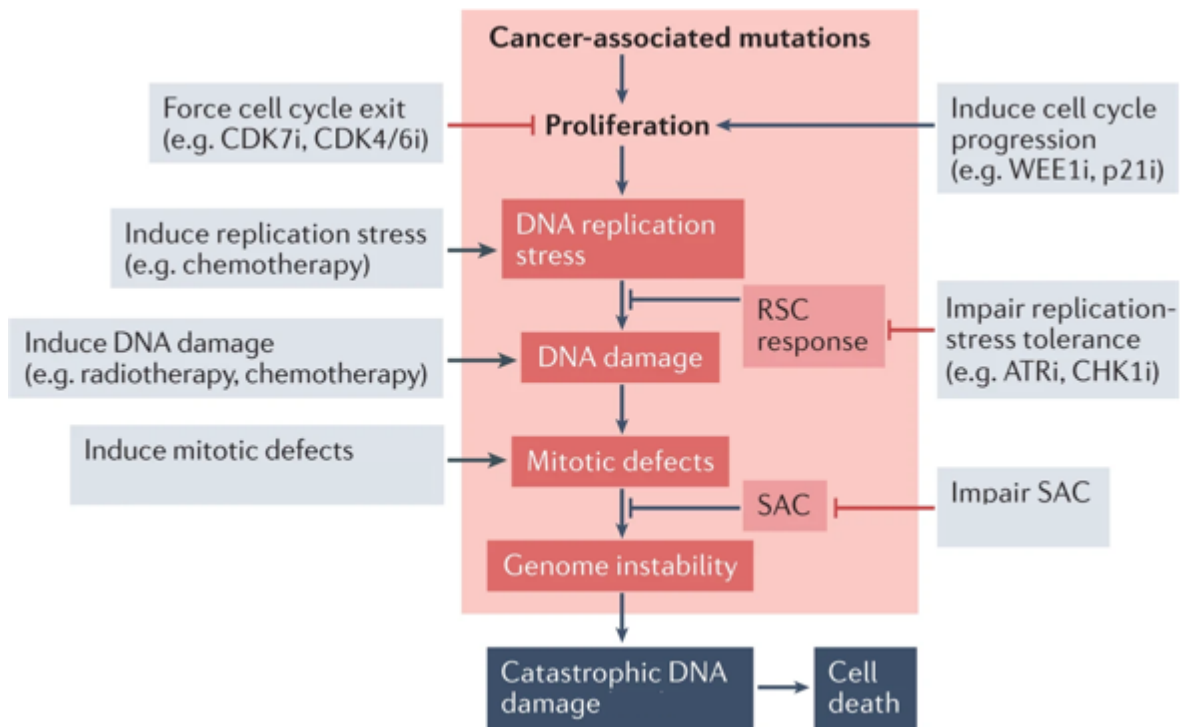 Cancer-associated mutations
Force cell cycle exit
(e.g. CDK7i, CDK4/6i)
Proliferation
Induce cell cycle
progression
(e.g. WEE1i, p21i)
Induce replication stress
(e.g. chemotherapy)
DNA replication
stress
RSC
response
Impair replication-
stress tolerance
(e.g. ATRi, CHK1i)
Induce DNA damage
(e.g. radiotherapy, chemotherapy)
DNA damage
Induce mitotic defects
Mitotic defects
SAC
Impair SAC
Genome instability
Catastrophic DNA
damage
Cell
death